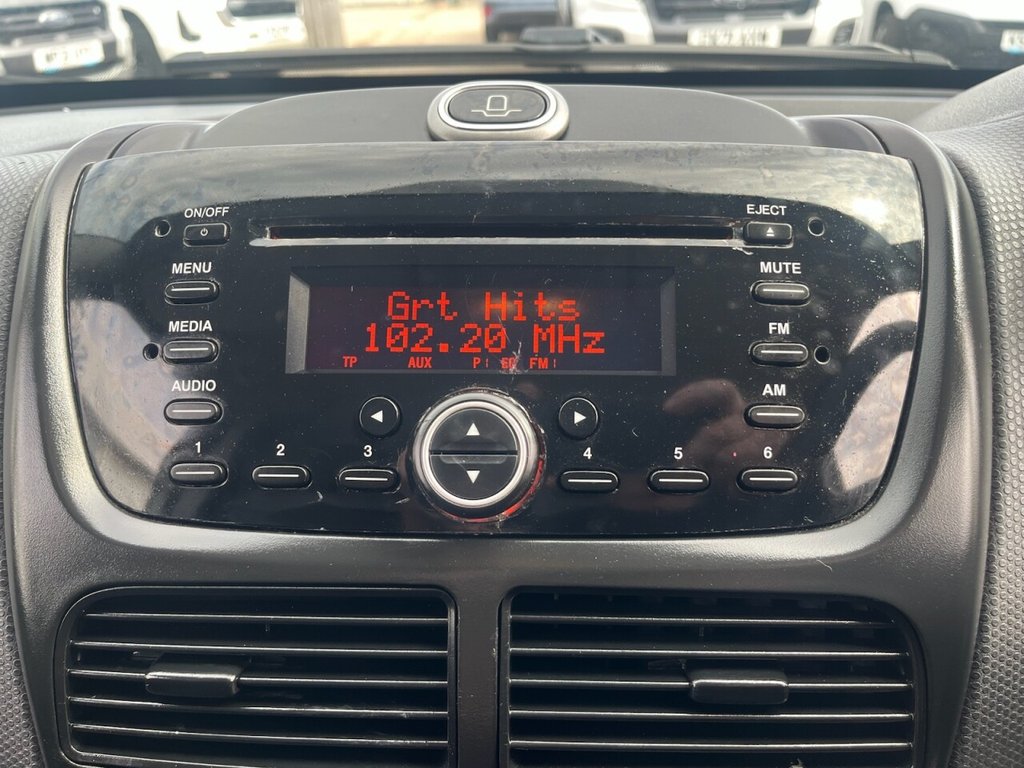 ON/OFF
EJECT
MENU
MUTE
Grt Hits
102.20 MHz
MEDIA
FM
TP AUX FM
AUDIO
AM
1 2 3 4 5 6